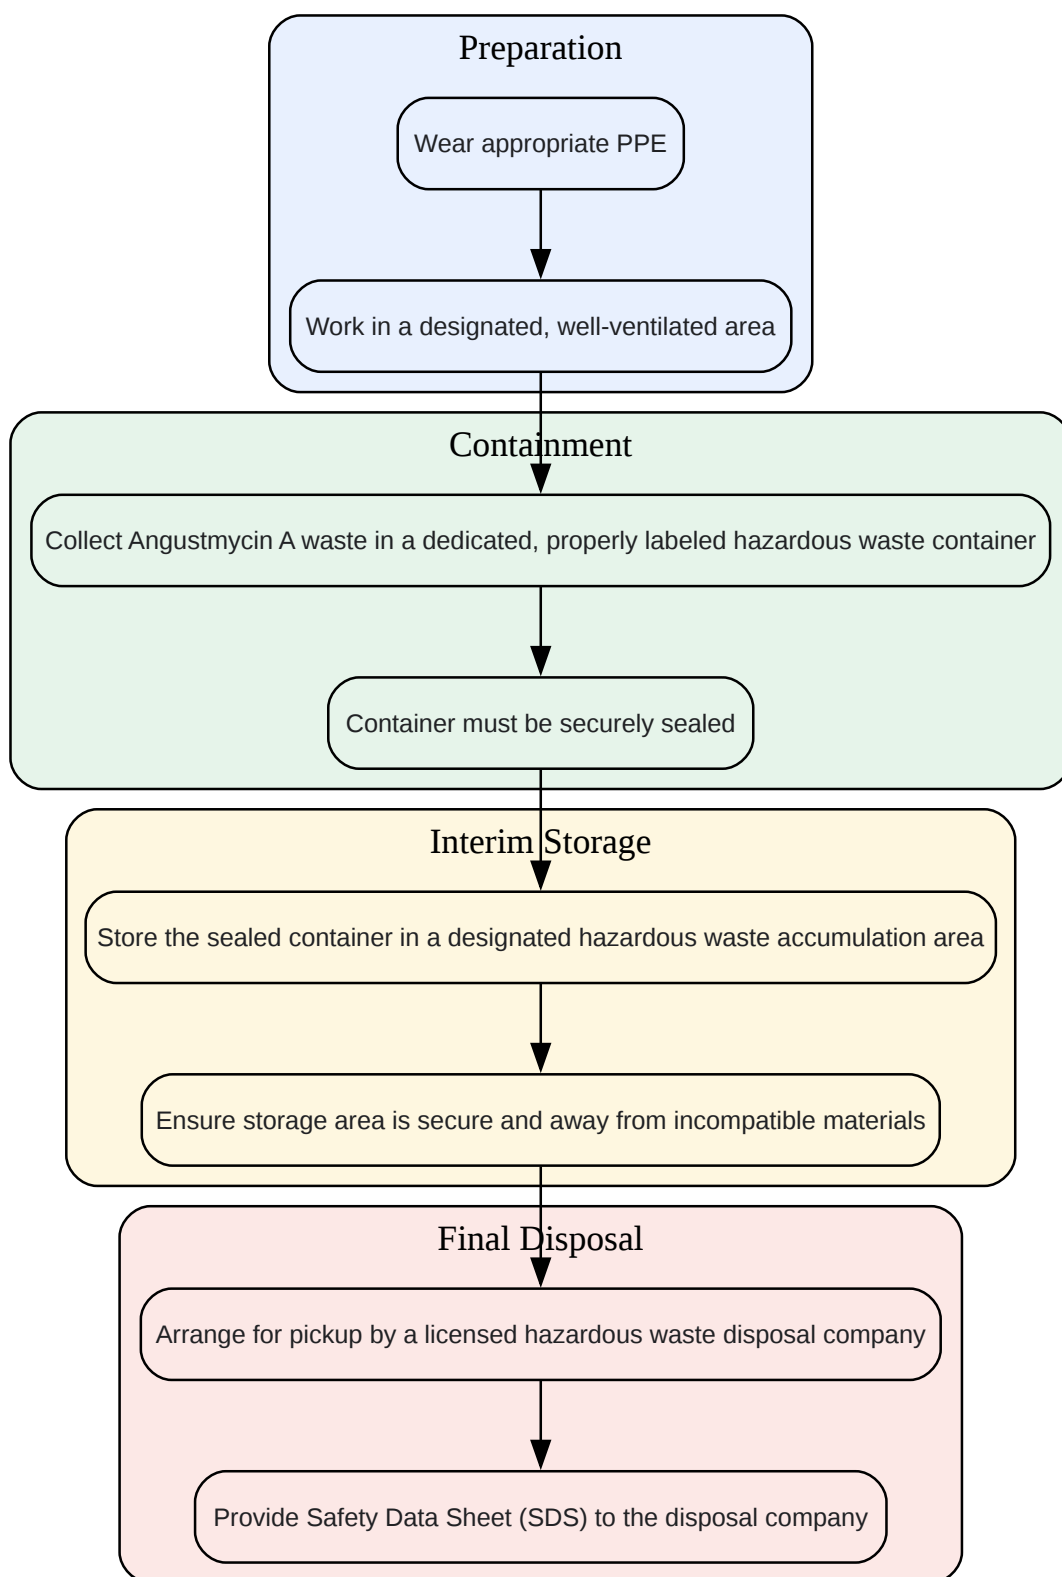 Preparation
Wear appropriate PPE
Work in a designated, well-ventilated area
Containment
Collect Angustmycin A waste in a dedicated, properly labeled hazardous waste container
Container must be securely sealed
Interim Storage
Store the sealed container in a designated hazardous waste accumulation area
Ensure storage area is secure and away from incompatible materials
Final Disposal
Arrange for pickup by a licensed hazardous waste disposal company
Provide Safety Data Sheet (SDS) to the disposal company